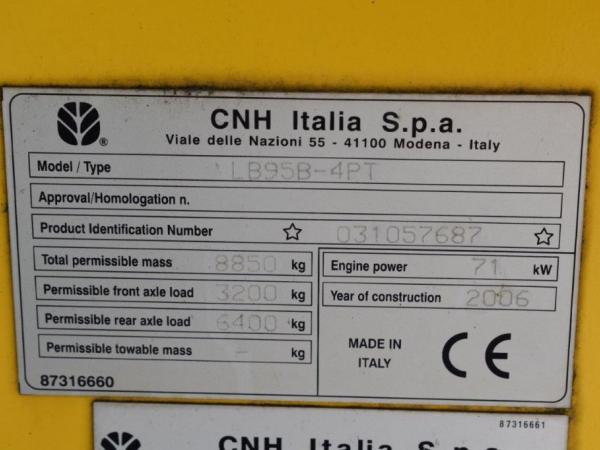 CNH Italia S.p.a.
Viale delle Nazioni 55 - 41100 Modena - Italy
®
Model / Type LB95B-4PT
Approval/Homologation n.
Product Identification Number ☆ 031057687 ☆
Total permissible mass 8850 kg
Permissible front axle load 3200 kg
Permissible rear axle load 6400 kg
Permissible towable mass - kg
Engine power 71 kW
Year of construction 2006
MADE IN
ITALY
CE
87316660
87316661
CNH Italia S.p.a.